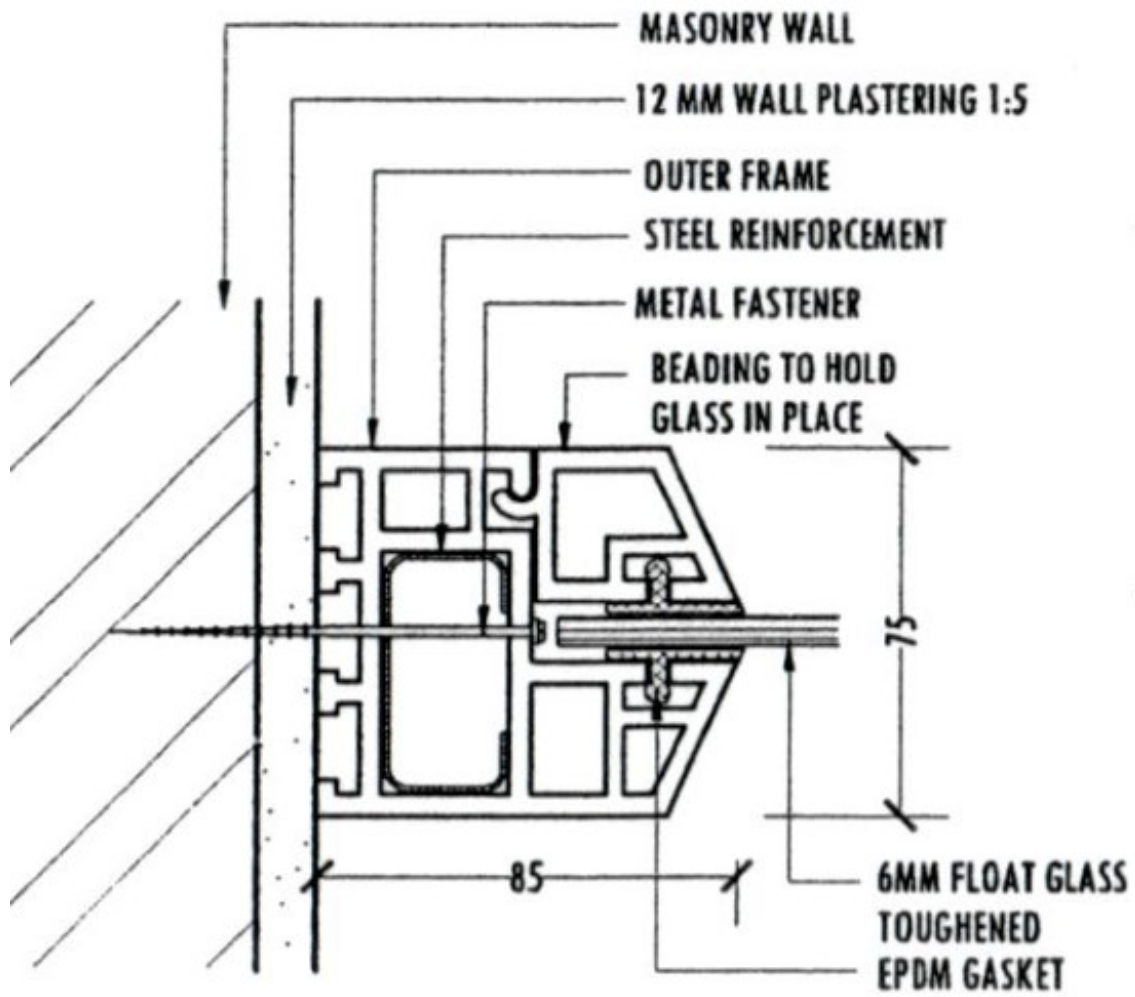 MASONRY WALL
12 MM WALL PLASTERING 1:5
OUTER FRAME
STEEL REINFORCEMENT
METAL FASTENER
BEADING TO HOLD
GLASS IN PLACE
75
85
6MM FLOAT GLASS
TOUGHENED
EPDM GASKET